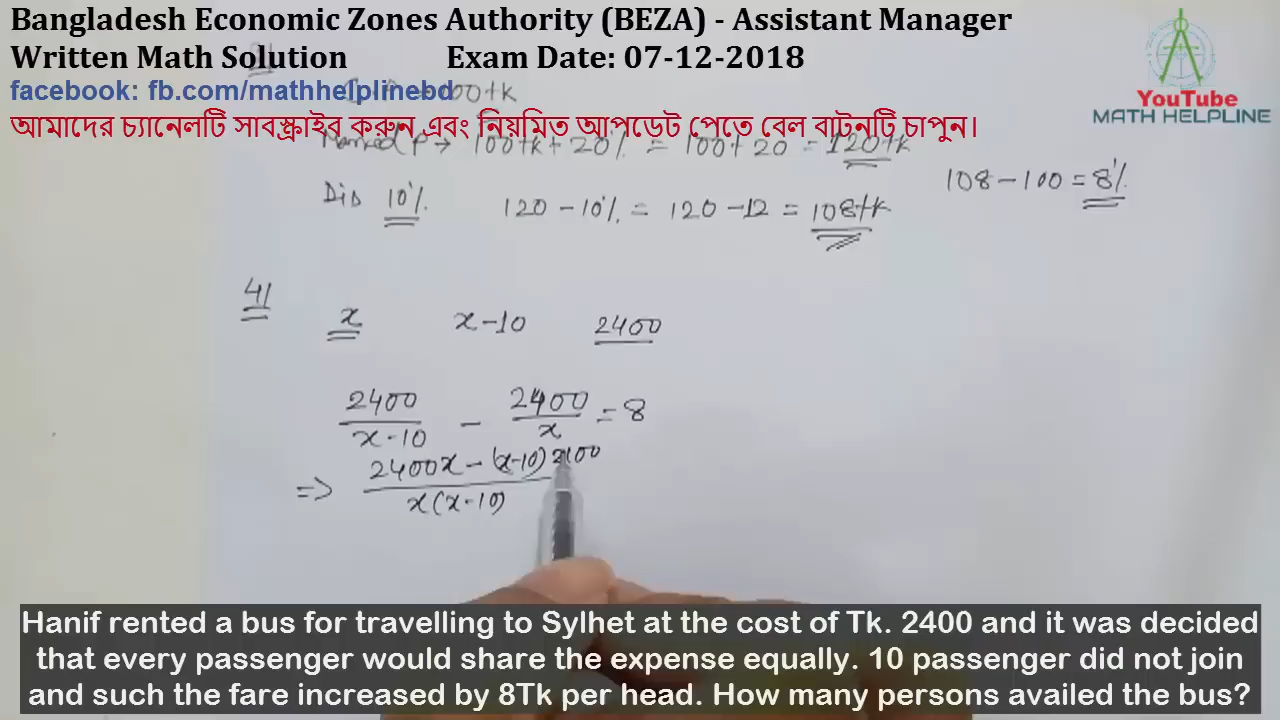 Bangladesh Economic Zones Authority (BEZA) - Assistant Manager
Written Math Solution Exam Date: 07-12-2018
facebook: fb.com/mathhelplinebd
100tk
আমাদের চ্যানেলটি সাবস্ক্রাইব করুন এবং নিয়মিত আপডেট পেতে বেল বাটনটি চাপুন।
YouTube
MATH HELPLINE
Marked P → 100tk + 20% = 100 + 20 = 120tk
Dis 10% 120 - 10% = 120 - 12 = 108tk
108 - 100 = 8%
4|
x x-10 2400
2400/x-10 - 2400/x = 8
=> 2400x - (x-10) 2400 / x(x-10)
Hanif rented a bus for travelling to Sylhet at the cost of Tk. 2400 and it was decided
that every passenger would share the expense equally. 10 passenger did not join
and such the fare increased by 8Tk per head. How many persons availed the bus?